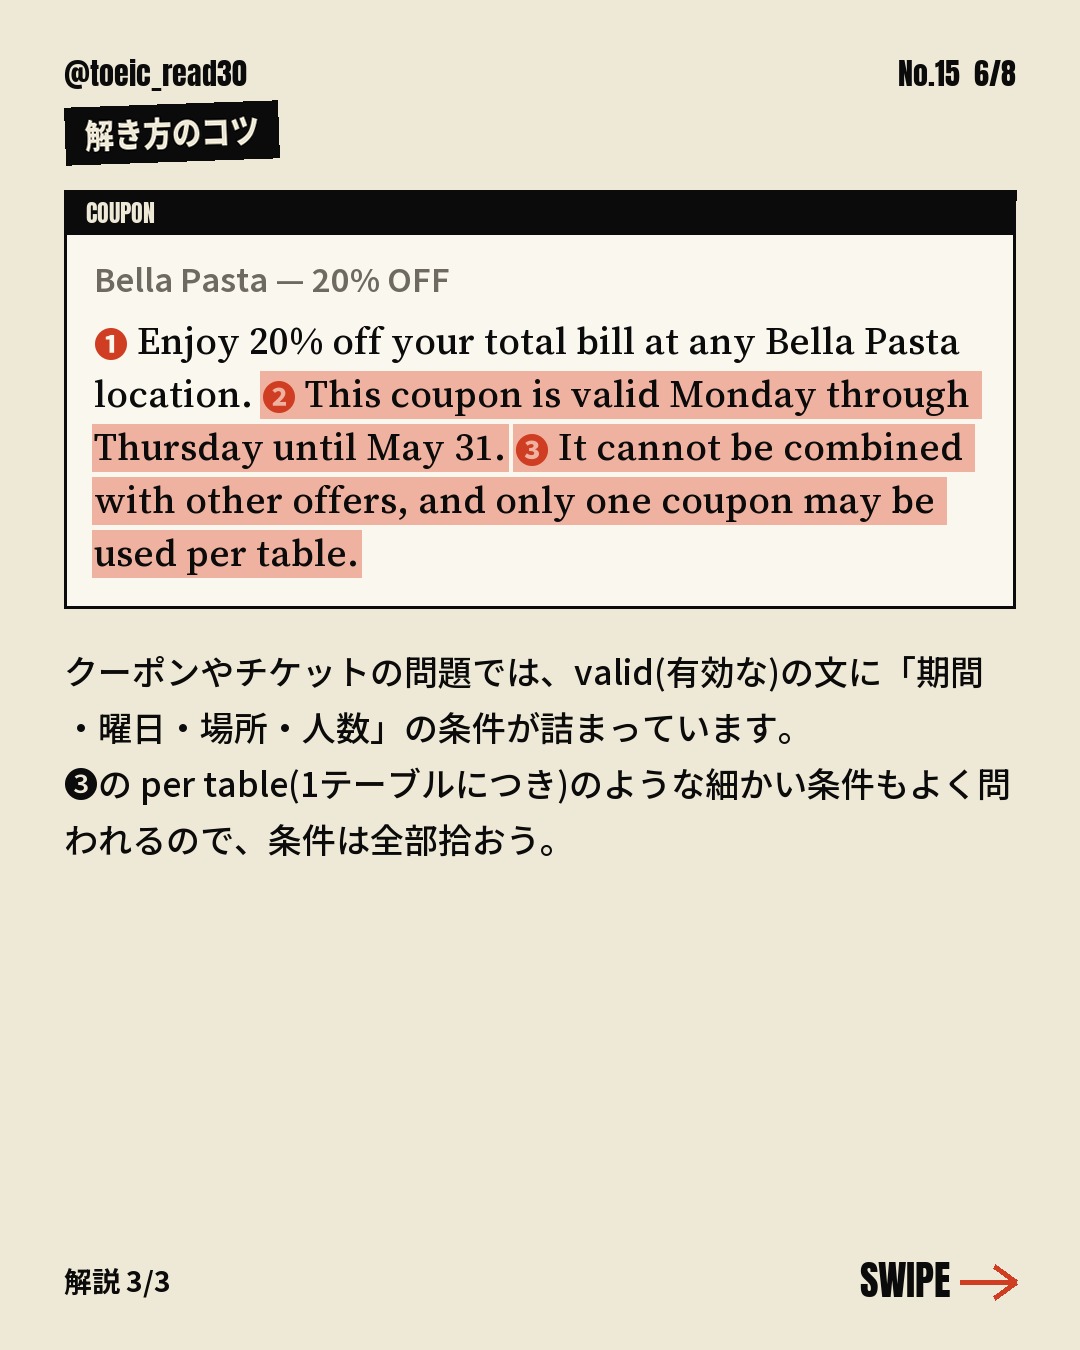 @toeic_read30
No.15 6/8
解き方のコツ
COUPON
Bella Pasta — 20% OFF
❶ Enjoy 20% off your total bill at any Bella Pasta
location. ❷ This coupon is valid Monday through
Thursday until May 31. ❸ It cannot be combined
with other offers, and only one coupon may be
used per table.
クーポンやチケットの問題では、valid(有効な)の文に「期間
・曜日・場所・人数」の条件が詰まっています。
❸の per table(1テーブルにつき)のような細かい条件もよく問
われるので、条件は全部拾おう。
解説 3/3
SWIPE →